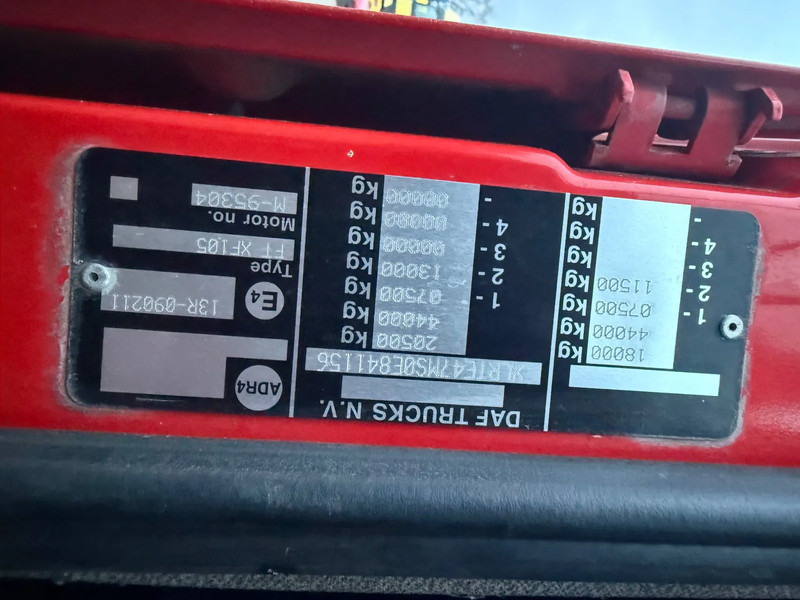 DAF TRUCKS N.V.
XLRTE47MS0E841156
18000 kg
44000 kg
1 - 07500 kg
2 - 11500 kg
3 - kg
4 - kg
- kg
20500 kg
44000 kg
1 - 07500 kg
2 - 13000 kg
3 - 00000 kg
4 - 00000 kg
- 00000 kg
ADR4
E4 13R-090211
Type
FT XF105
Motor no.
M-95304